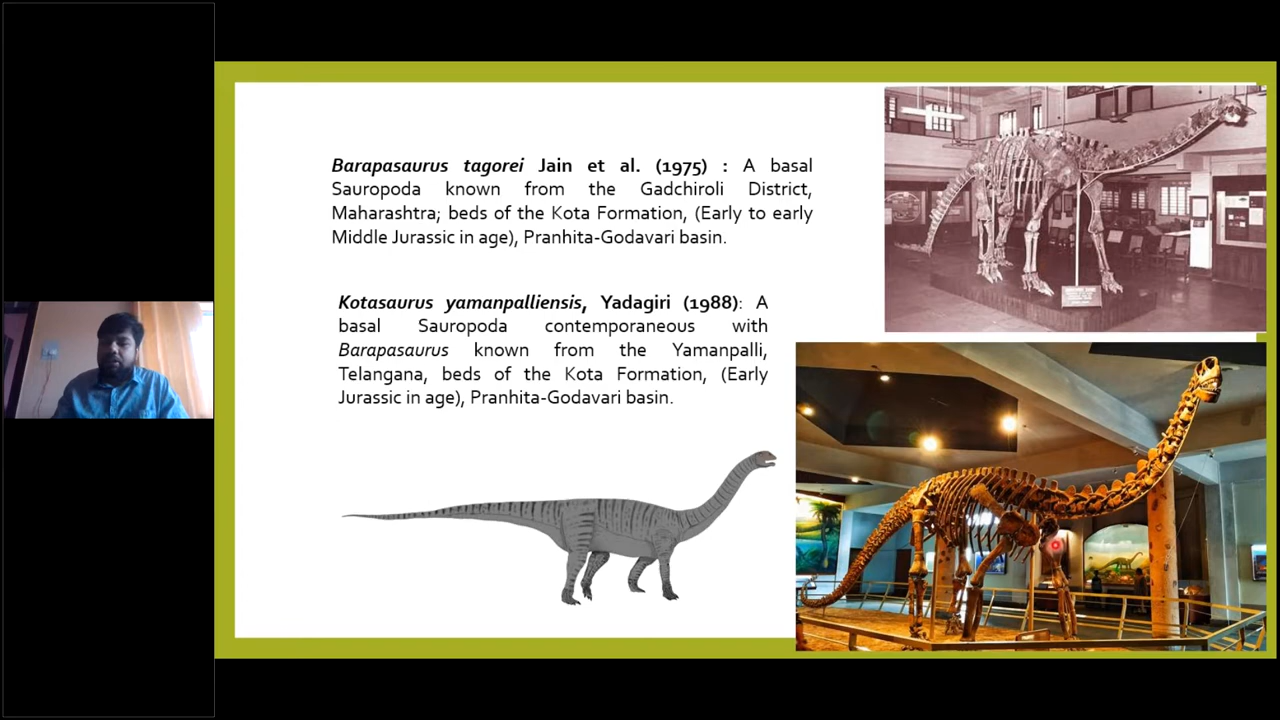 Barapasaurus tagorei Jain et al. (1975) : A basal
Sauropoda known from the Gadchiroli District,
Maharashtra; beds of the Kota Formation, (Early to early
Middle Jurassic in age), Pranhita-Godavari basin.
Kotasaurus yamanpalliensis, Yadagiri (1988): A
basal Sauropoda contemporaneous with
Barapasaurus known from the Yamanpalli,
Telangana, beds of the Kota Formation, (Early
Jurassic in age), Pranhita-Godavari basin.